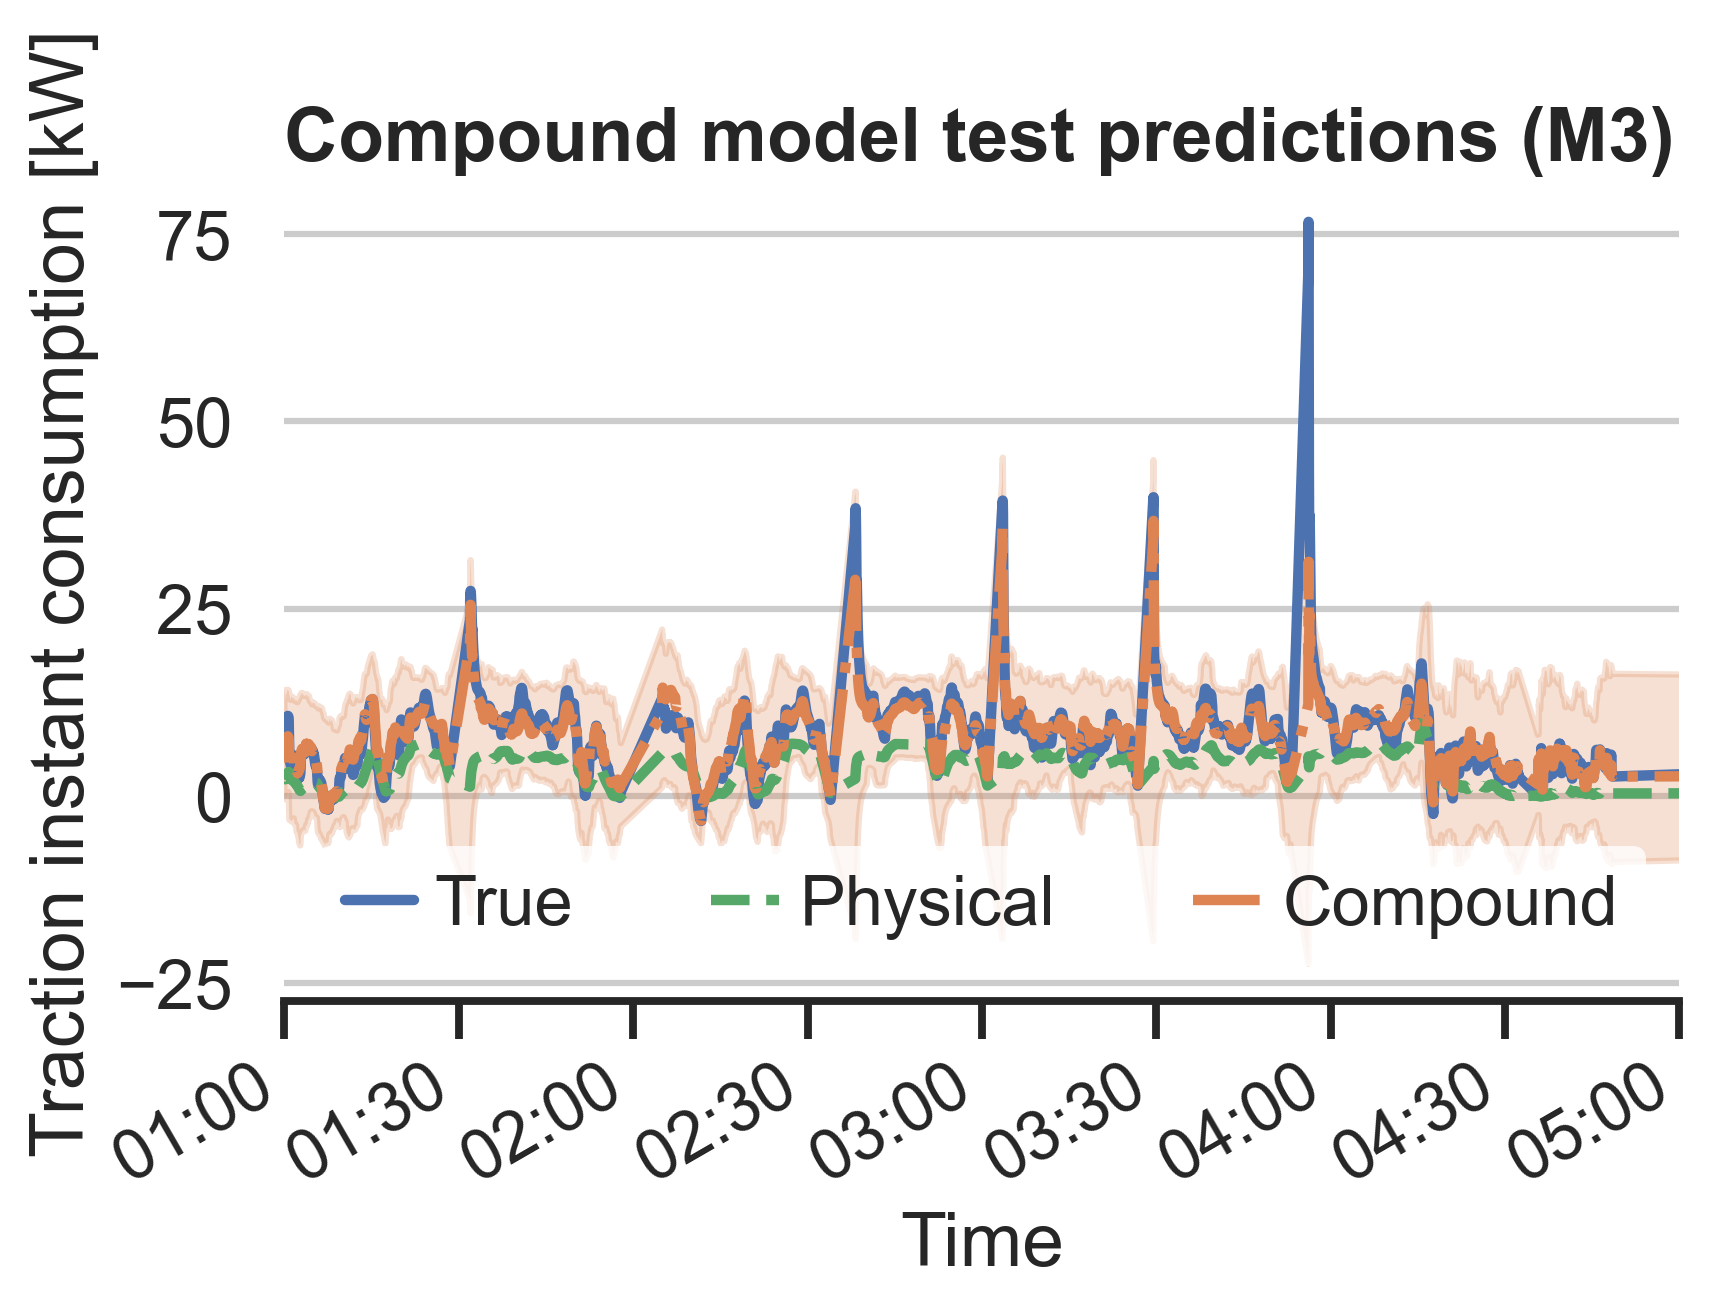 Compound model test predictions (M3)
Traction instant consumption [kW]
75
50
25
0
−25
True
Physical
Compound
01:00
01:30
02:00
02:30
03:00
03:30
04:00
04:30
05:00
Time